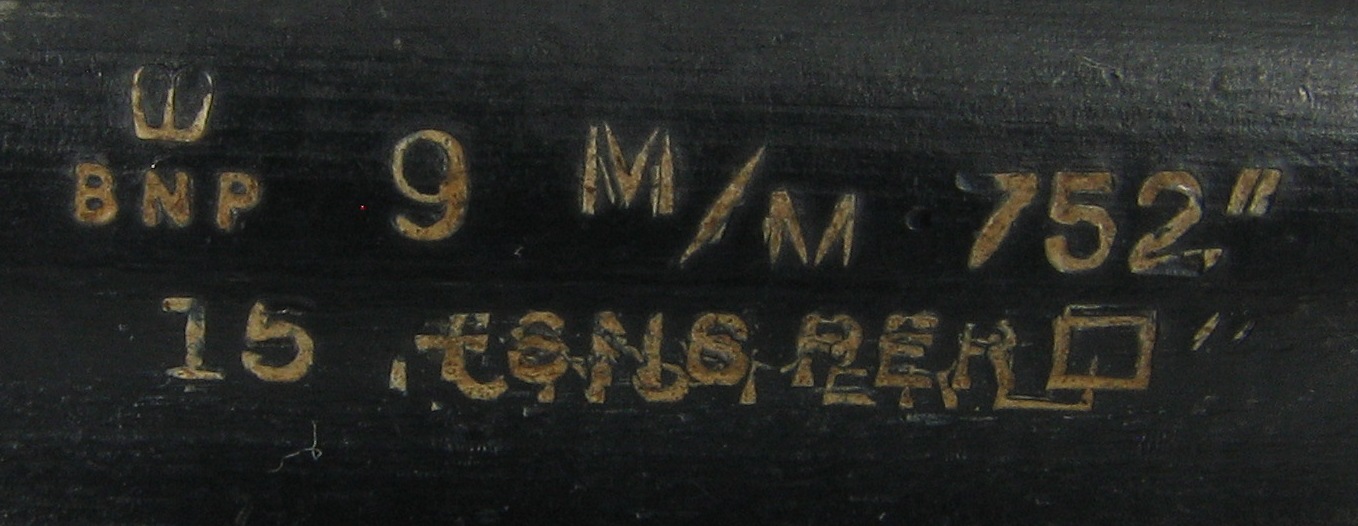 BNP 9 M/M .752"
15 TONS PER □"